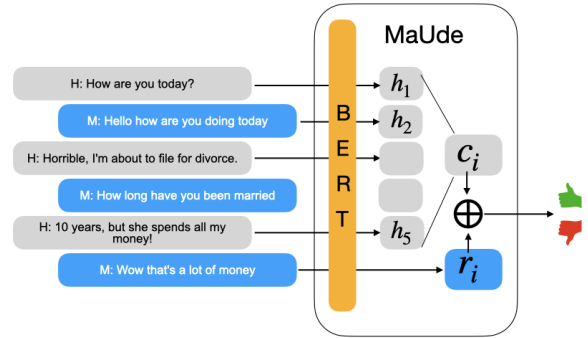 MaUde
H: How are you today?
M: Hello how are you doing today
H: Horrible, I'm about to file for divorce.
M: How long have you been married
H: 10 years, but she spends all my
money!
M: Wow that's a lot of money
B
E
R
T
h₁
h₂
h₅
cᵢ
rᵢ